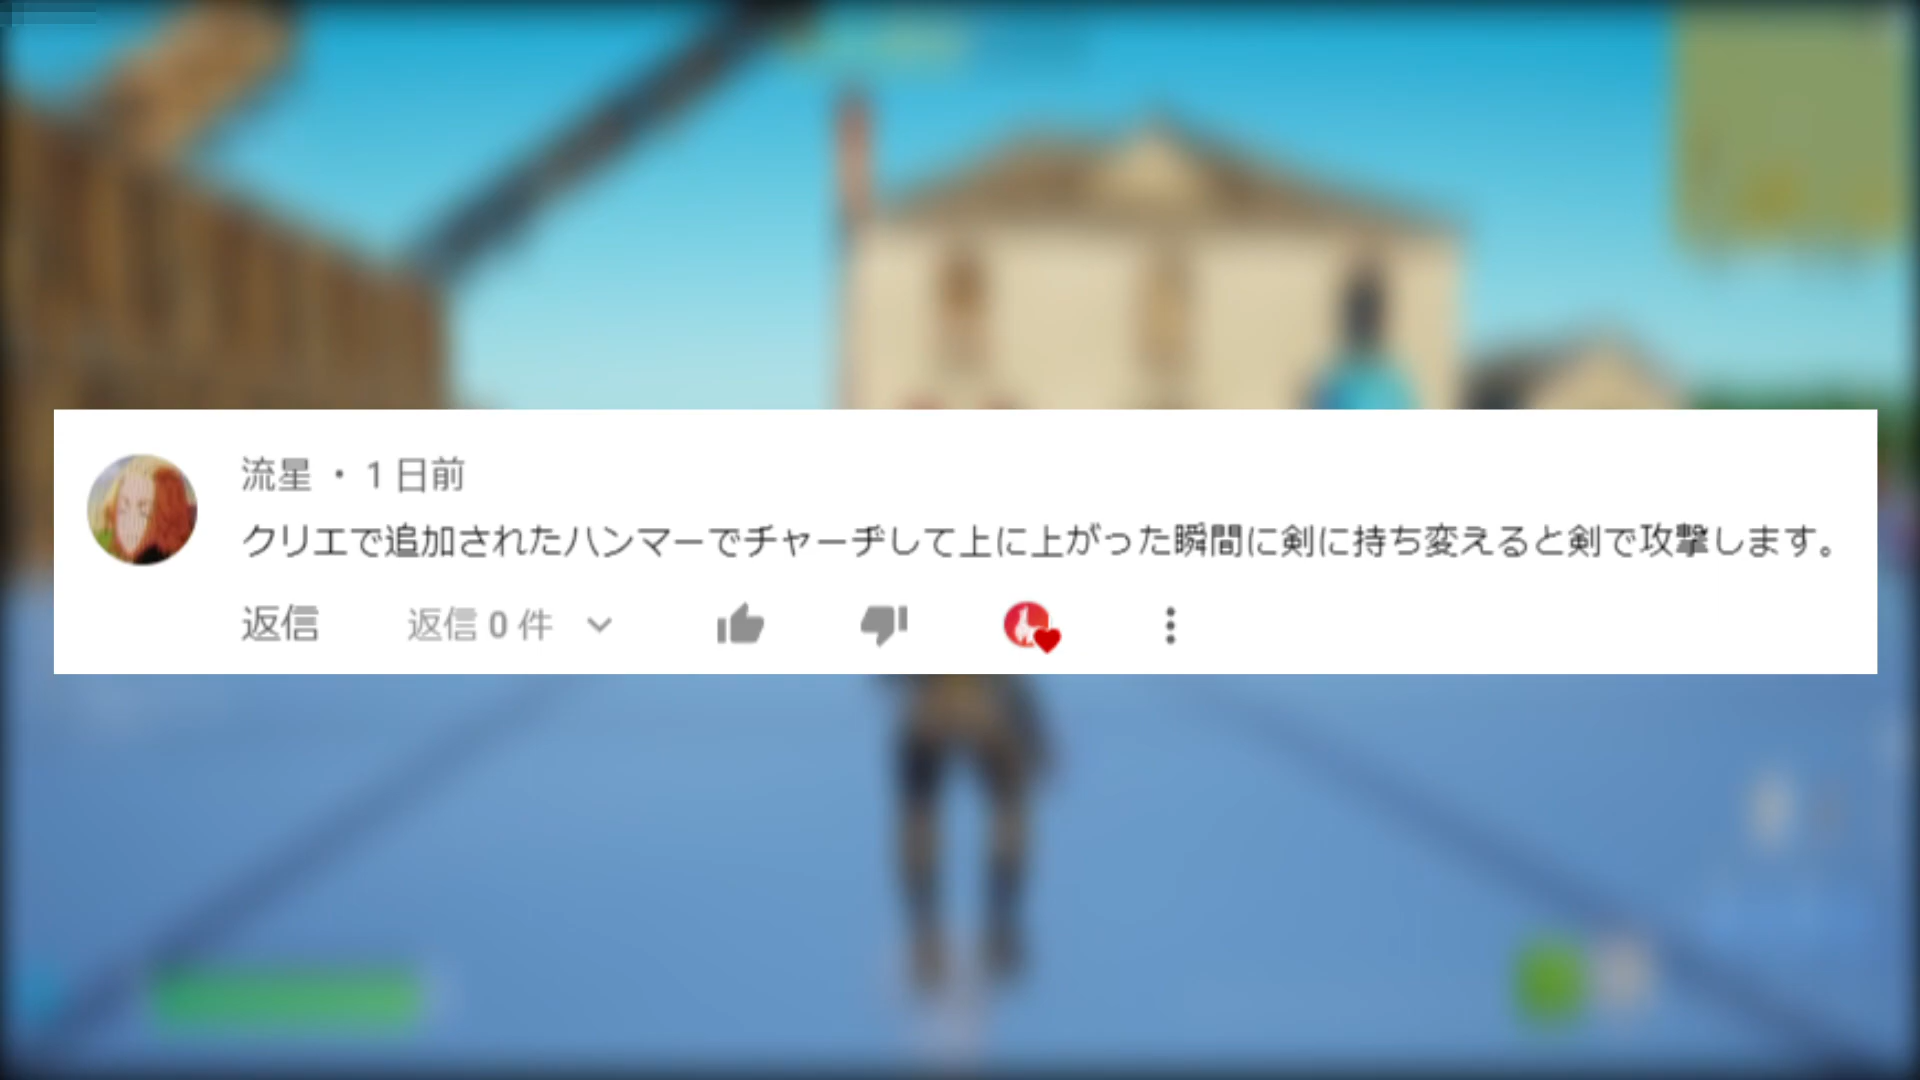 流星 ・ 1 日前
クリエで追加されたハンマーでチャーヂして上に上がった瞬間に剣に持ち変えると剣で攻撃します。
返信 返信 0 件